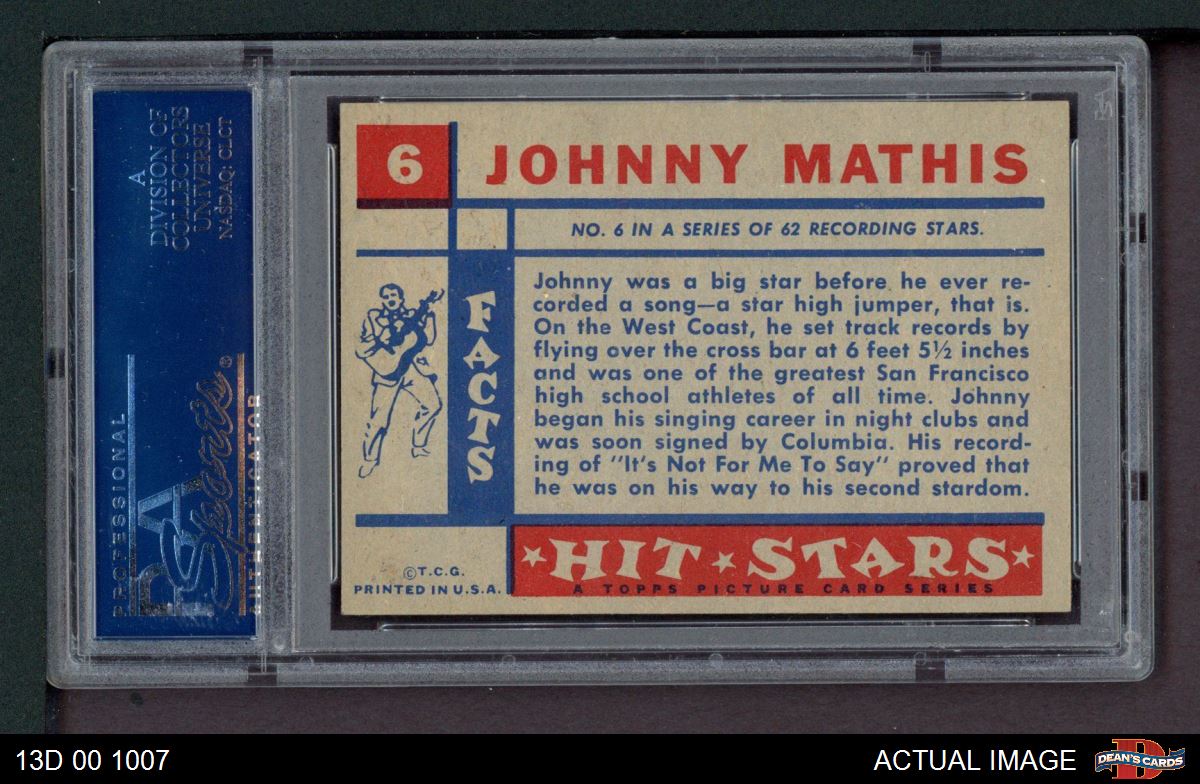 A
DIVISION OF
COLLECTORS
UNIVERSE
NASDAQ: CLCT
PROFESSIONAL
PSA
Sports®
AUTHENTICATOR
6
JOHNNY MATHIS
NO. 6 IN A SERIES OF 62 RECORDING STARS.
FACTS
Johnny was a big star before he ever re-
corded a song—a star high jumper, that is.
On the West Coast, he set track records by
flying over the cross bar at 6 feet 5½ inches
and was one of the greatest San Francisco
high school athletes of all time. Johnny
began his singing career in night clubs and
was soon signed by Columbia. His record-
ing of "It's Not For Me To Say" proved that
he was on his way to his second stardom.
©T.C.G.
PRINTED IN U.S.A.
HIT STARS
A TOPPS PICTURE CARD SERIES
13D 00 1007
ACTUAL IMAGE
D
DEAN'S CARDS